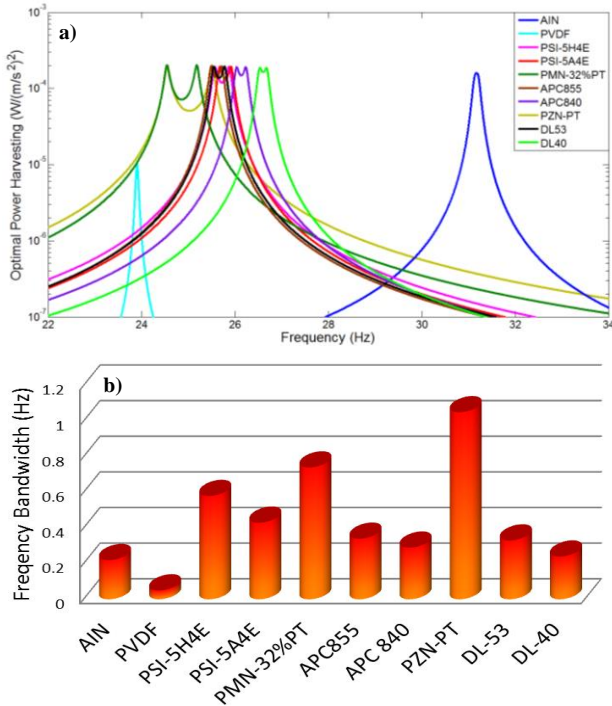 a)
Optimal Power Harvesting (W/(m/s²)²)
10⁻³
10⁻⁴
10⁻⁵
10⁻⁶
10⁻⁷
22 24 26 28 30 32 34
Frequency (Hz)
AIN
PVDF
PSI-5H4E
PSI-5A4E
PMN-32%PT
APC855
APC840
PZN-PT
DL53
DL40
b)
Freqency Bandwidth (Hz)
1.2
1
0.8
0.6
0.4
0.2
0
AIN
PVDF
PSI-5H4E
PSI-5A4E
PMN-32%PT
APC855
APC 840
PZN-PT
DL-53
DL-40